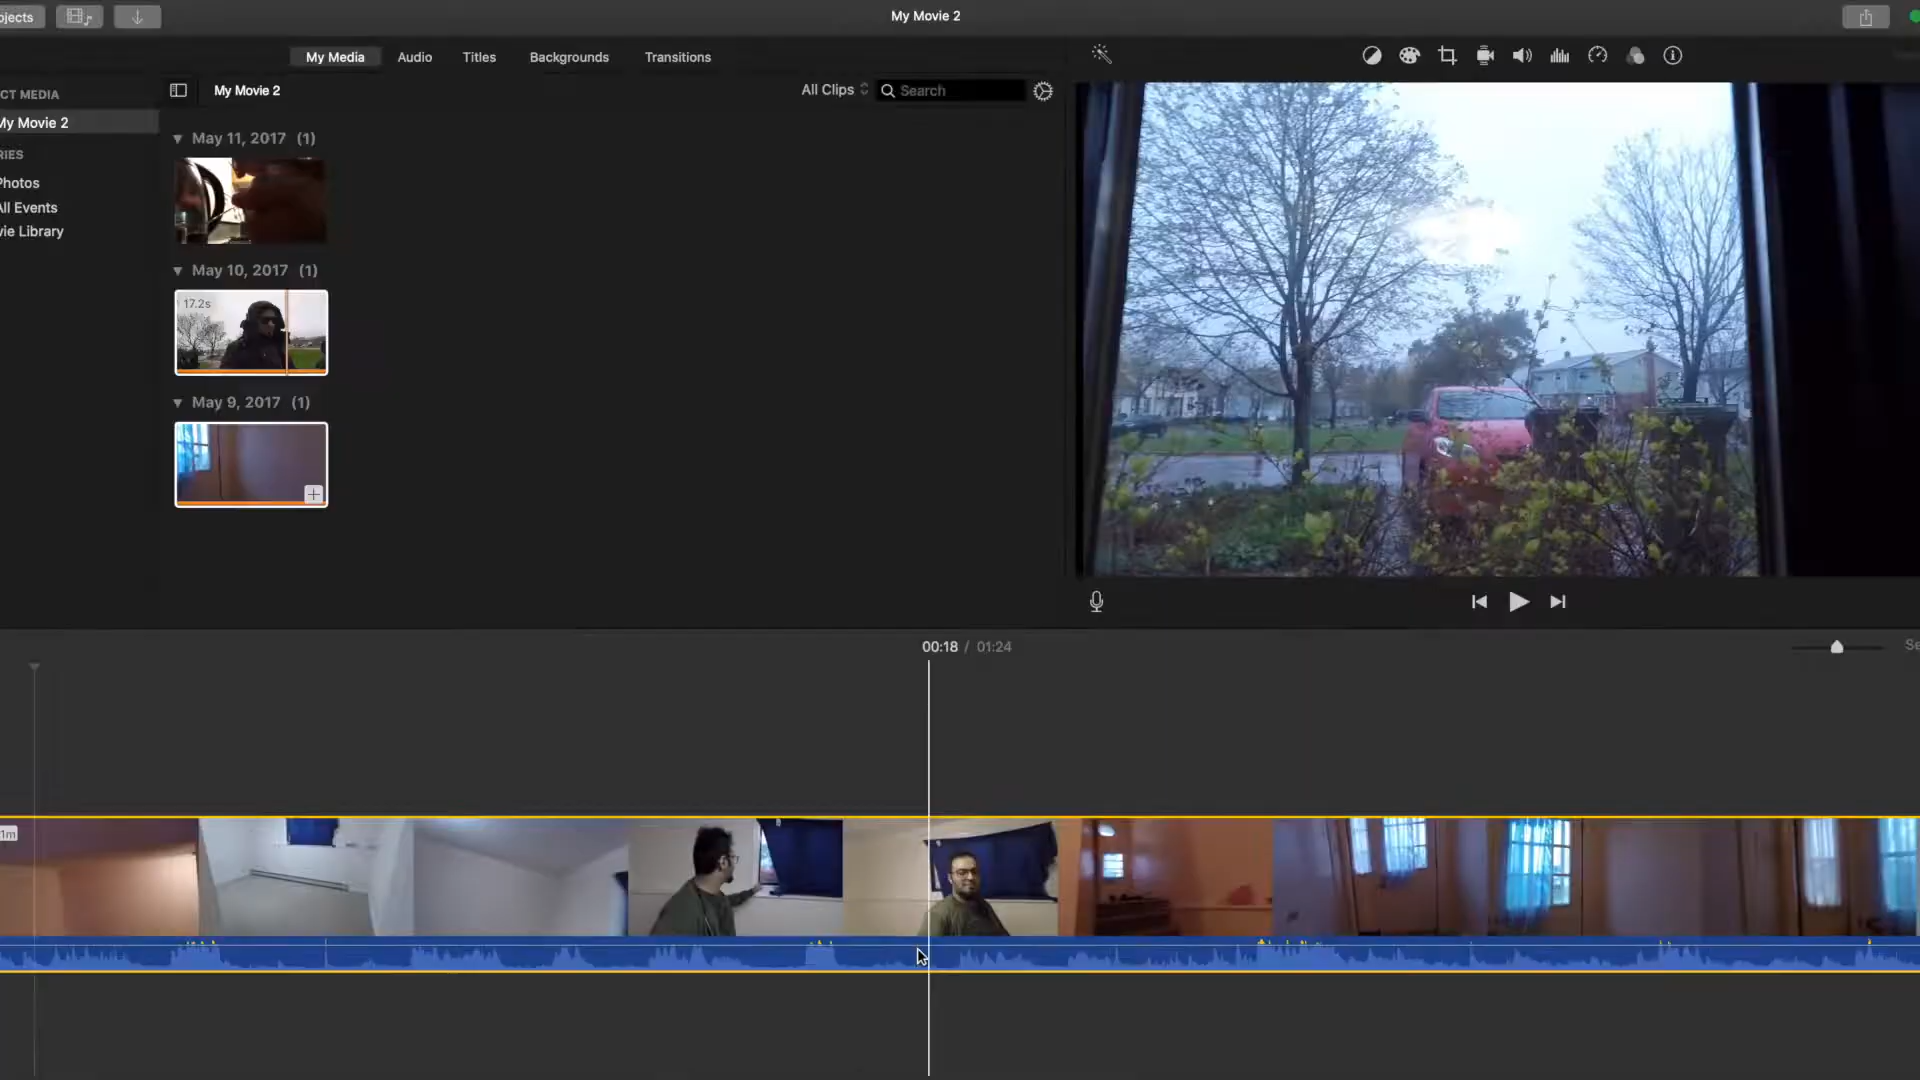 ojects
My Movie 2
My Media
Audio
Titles
Backgrounds
Transitions
CT MEDIA
My Movie 2
All Clips
Search
My Movie 2
RIES
Photos
All Events
vie Library
May 11, 2017 (1)
May 10, 2017 (1)
17.2s
May 9, 2017 (1)
00:18 / 01:24
Se
1m